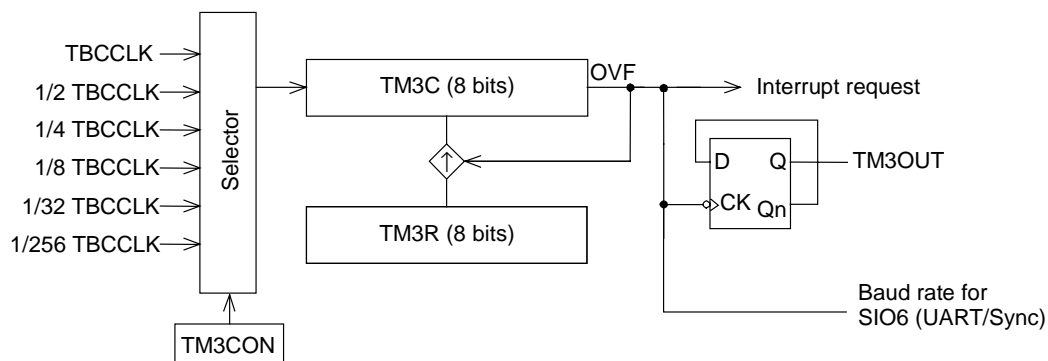 TBCCLK
1/2 TBCCLK
1/4 TBCCLK
1/8 TBCCLK
1/32 TBCCLK
1/256 TBCCLK
Selector
TM3CON
TM3C (8 bits)
OVF
↑
TM3R (8 bits)
Interrupt request
D Q
CK Qn
TM3OUT
Baud rate for
SIO6 (UART/Sync)